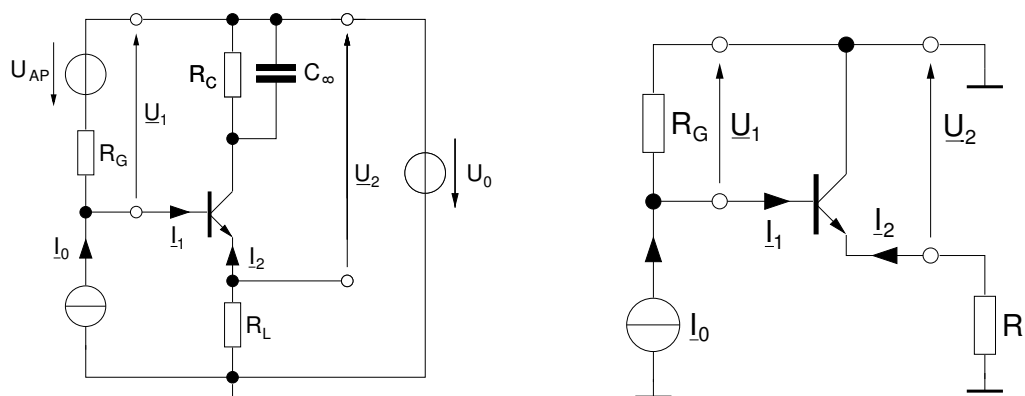 U_AP
R_C
C_∞
U_1
R_G
U_2
U_0
I_0
I_1
I_2
R_L
R_G
U_1
U_2
I_1
I_2
I_0
R